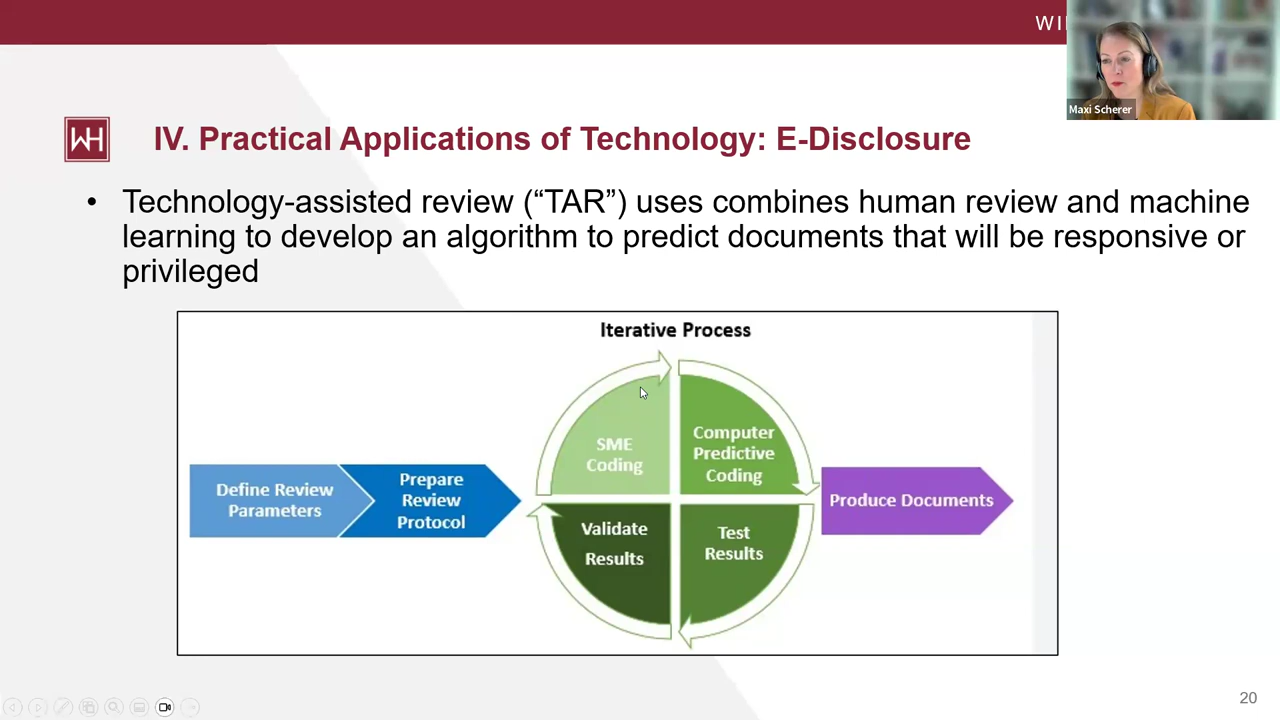 WI
Maxi Scherer
WH
IV. Practical Applications of Technology: E-Disclosure
• Technology-assisted review (“TAR”) uses combines human review and machine
learning to develop an algorithm to predict documents that will be responsive or
privileged
Iterative Process
Define Review
Parameters
Prepare
Review
Protocol
SME
Coding
Computer
Predictive
Coding
Validate
Results
Test
Results
Produce Documents
20